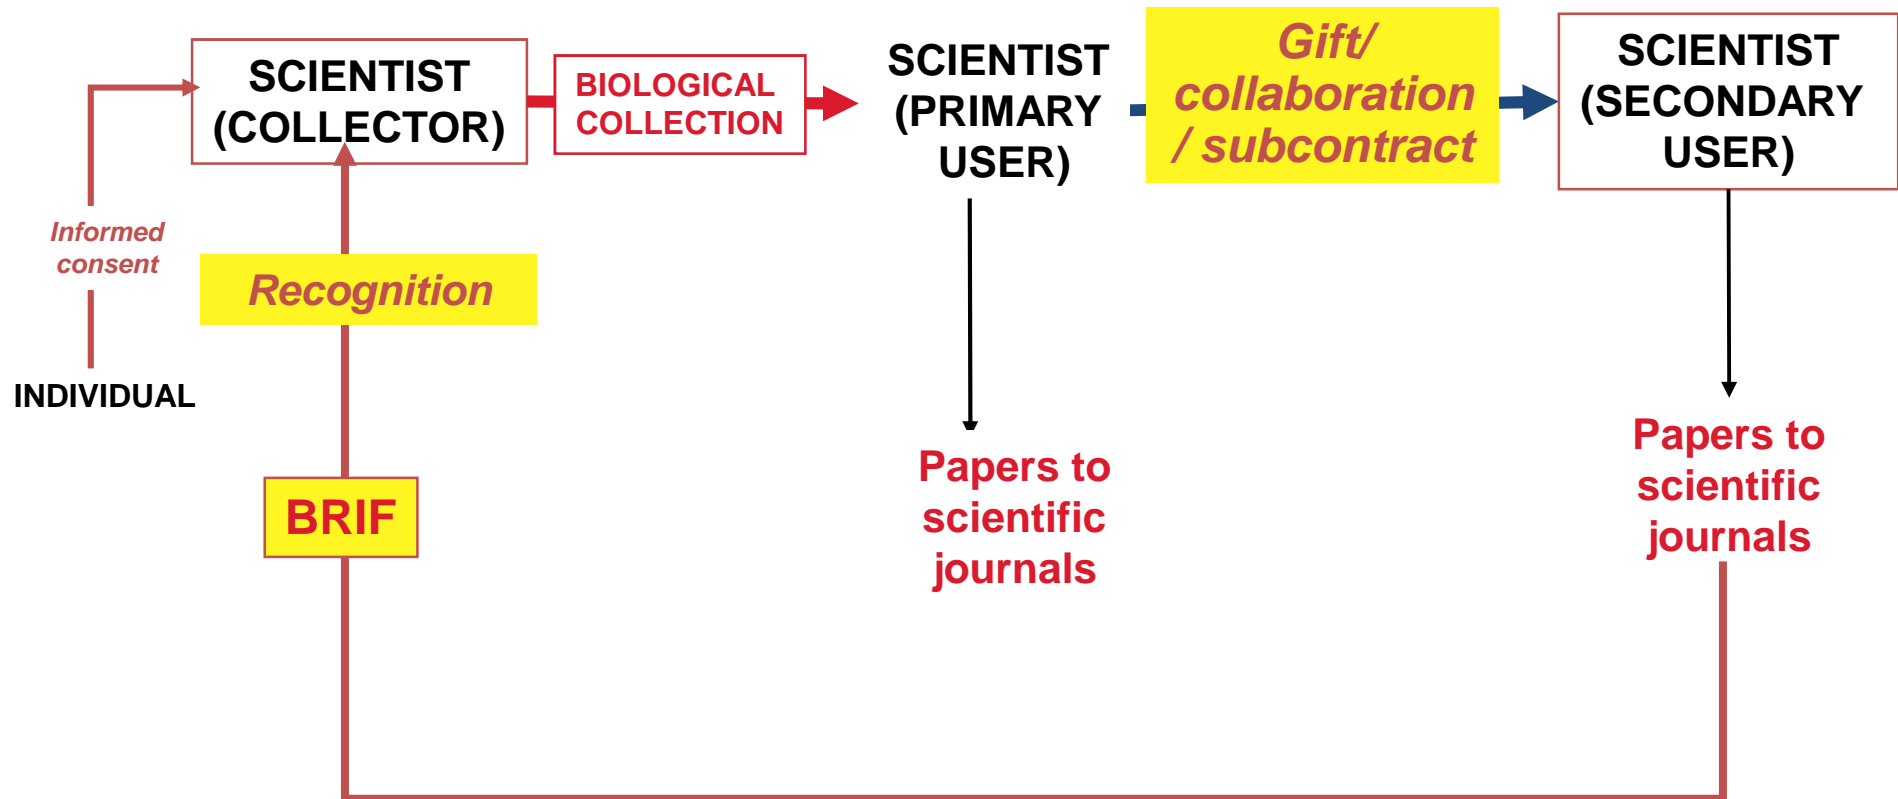 SCIENTIST
(COLLECTOR)
BIOLOGICAL
COLLECTION
SCIENTIST
(PRIMARY
USER)
Gift/
collaboration
/ subcontract
SCIENTIST
(SECONDARY
USER)
Informed
consent
Recognition
INDIVIDUAL
BRIF
Papers to
scientific
journals
Papers to
scientific
journals